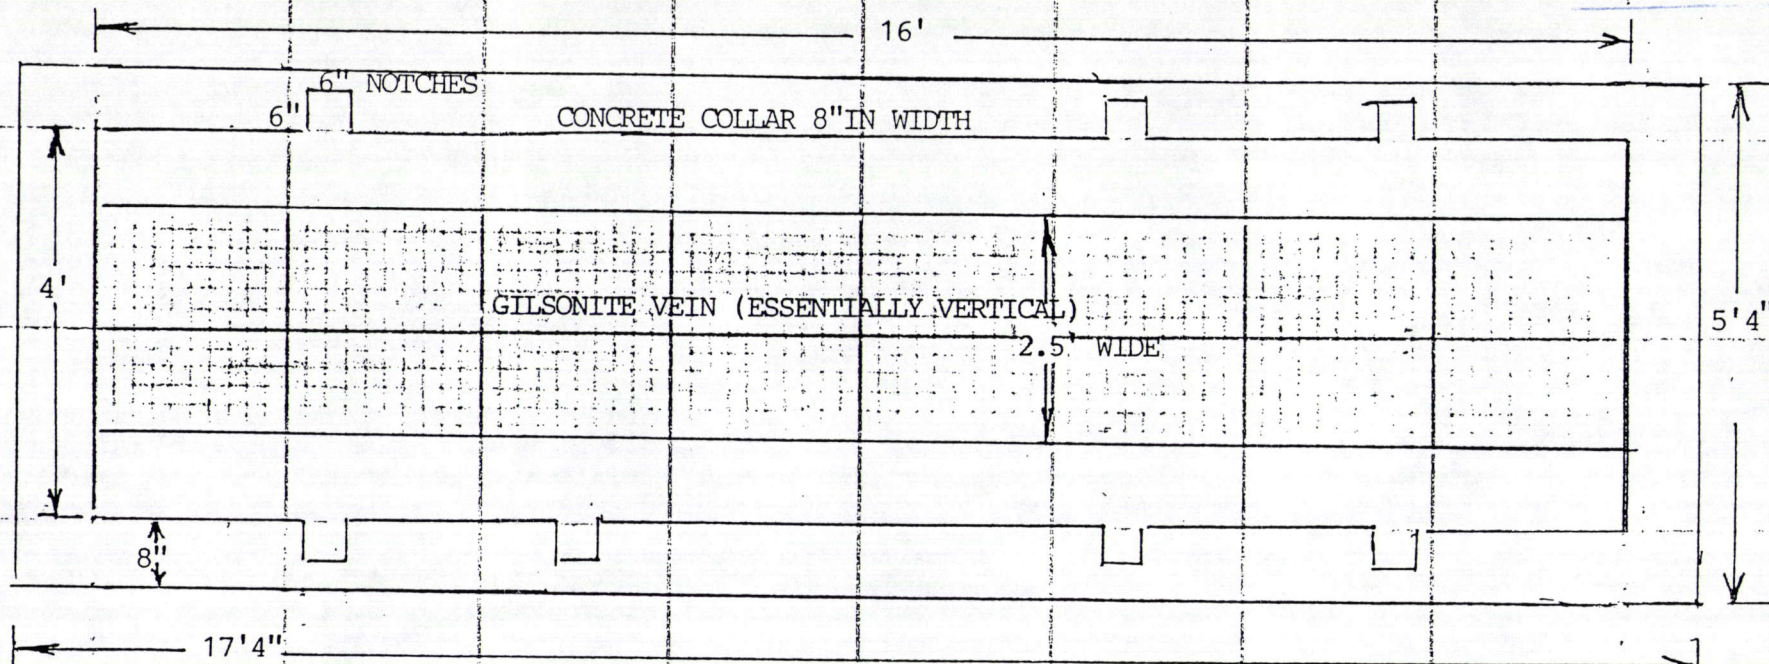 16'
6" NOTCHES
6"
CONCRETE COLLAR 8"IN WIDTH
4'
GILSONITE VEIN (ESSENTIALLY VERTICAL)
2.5' WIDE
5'4"
8"
17'4"